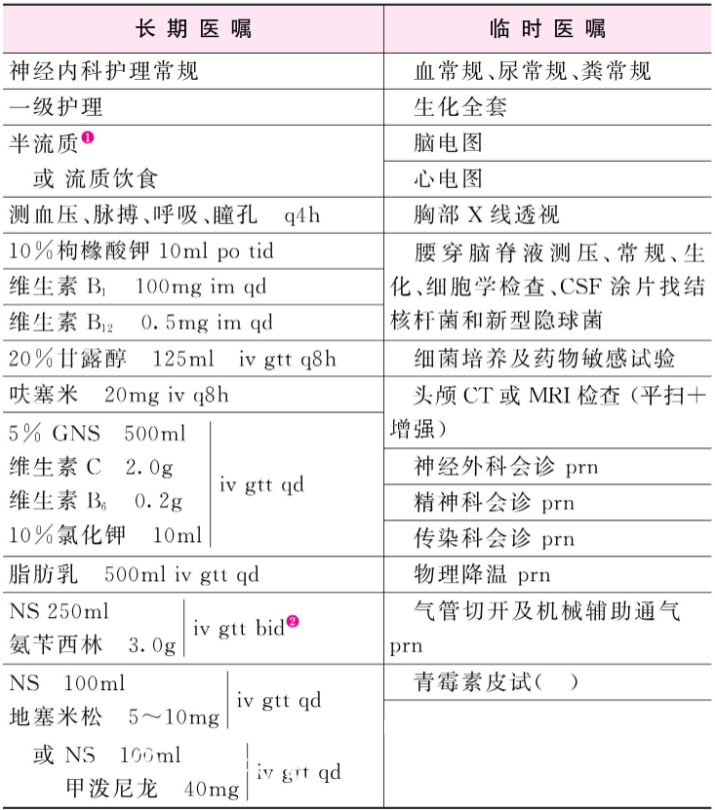 长期医嘱
神经内科护理常规
一级护理
半流质❶
或 流质饮食
测血压、脉搏、呼吸、瞳孔 q4h
10%枸橼酸钾 10ml po tid
维生素 B₁ 100mg im qd
维生素 B₁₂ 0.5mg im qd
20%甘露醇 125ml iv gtt q8h
呋塞米 20mg iv q8h
5% GNS 500ml
维生素 C 2.0g
维生素 B₆ 0.2g
10%氯化钾 10ml
iv gtt qd
脂肪乳 500ml iv gtt qd
NS 250ml
氨苄西林 3.0g
iv gtt bid❷
NS 100ml
地塞米松 5～10mg
iv gtt qd
或 NS 100ml
甲泼尼龙 40mg
iv gtt qd
临时医嘱
血常规、尿常规、粪常规
生化全套
脑电图
心电图
胸部 X 线透视
腰穿脑脊液测压、常规、生
化、细胞学检查、CSF 涂片找结
核杆菌和新型隐球菌
细菌培养及药物敏感试验
头颅 CT 或 MRI 检查（平扫＋
增强）
神经外科会诊 prn
精神科会诊 prn
传染科会诊 prn
物理降温 prn
气管切开及机械辅助通气
prn
青霉素皮试（ ）